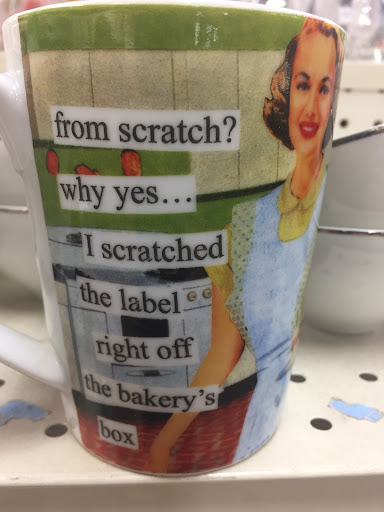 from scratch?
why yes...
I scratched
the label
right off
the bakery's
box